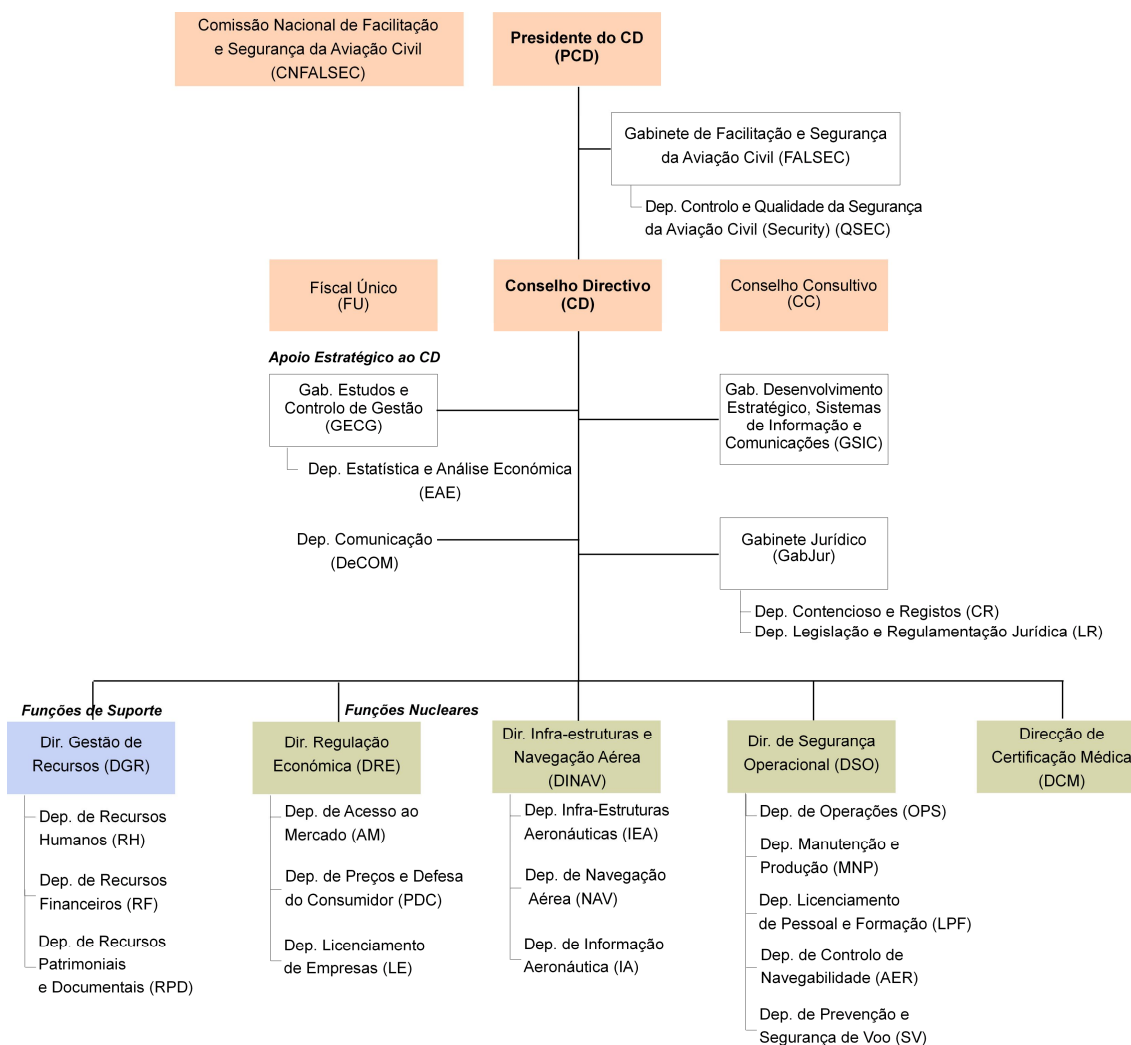 Comissão Nacional de Facilitação
e Segurança da Aviação Civil
(CNFALSEC)
Presidente do CD
(PCD)
Gabinete de Facilitação e Segurança
da Aviação Civil (FALSEC)
Dep. Controlo e Qualidade da Segurança
da Aviação Civil (Security) (QSEC)
Fiscal Único
(FU)
Conselho Directivo
(CD)
Conselho Consultivo
(CC)
Apoio Estratégico ao CD
Gab. Estudos e
Controlo de Gestão
(GECG)
Gab. Desenvolvimento
Estratégico, Sistemas
de Informação e
Comunicações (GSIC)
Dep. Estatística e Análise Económica
(EAE)
Dep. Comunicação
(DeCOM)
Gabinete Jurídico
(GabJur)
Dep. Contencioso e Registos (CR)
Dep. Legislação e Regulamentação Jurídica (LR)
Funções de Suporte
Funções Nucleares
Dir. Gestão de
Recursos (DGR)
Dep. de Recursos
Humanos (RH)
Dep. de Recursos
Financeiros (RF)
Dep. de Recursos
Patrimoniais
e Documentais (RPD)
Dir. Regulação
Económica (DRE)
Dep. de Acesso ao
Mercado (AM)
Dep. de Preços e Defesa
do Consumidor (PDC)
Dep. Licenciamento
de Empresas (LE)
Dir. Infra-estruturas e
Navegação Aérea
(DINAV)
Dep. Infra-Estruturas
Aeronáuticas (IEA)
Dep. de Navegação
Aérea (NAV)
Dep. de Informação
Aeronáutica (IA)
Dir. de Segurança
Operacional (DSO)
Dep. de Operações (OPS)
Dep. Manutenção e
Produção (MNP)
Dep. Licenciamento
de Pessoal e Formação (LPF)
Dep. de Controlo de
Navegabilidade (AER)
Dep. de Prevenção e
Segurança de Voo (SV)
Direcção de
Certificação Médica
(DCM)